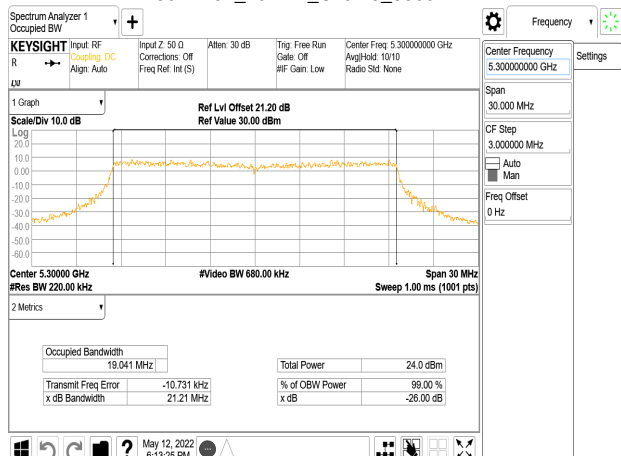 Spectrum Analyzer 1
Occupied BW
Frequency
KEYSIGHT
Input: RF
Coupling: DC
Align: Auto
Input Z: 50 Ω
Corrections: Off
Freq Ref: Int (S)
Atten: 30 dB
Trig: Free Run
Gate: Off
#IF Gain: Low
Center Freq: 5.300000000 GHz
Avg|Hold: 10/10
Radio Std: None
R
LXI
Center Frequency
5.300000000 GHz
Settings
Span
30.000 MHz
CF Step
3.000000 MHz
Auto
Man
Freq Offset
0 Hz
1 Graph
Scale/Div 10.0 dB
Ref Lvl Offset 21.20 dB
Ref Value 30.00 dBm
Log
20.0
10.0
0.00
-10.0
-20.0
-30.0
-40.0
-50.0
-60.0
Center 5.30000 GHz
#Video BW 680.00 kHz
Span 30 MHz
#Res BW 220.00 kHz
Sweep 1.00 ms (1001 pts)
2 Metrics
Occupied Bandwidth
19.041 MHz
Total Power 24.0 dBm
Transmit Freq Error -10.731 kHz
% of OBW Power 99.00 %
x dB Bandwidth 21.21 MHz
x dB -26.00 dB
May 12, 2022
6:13:25 PM